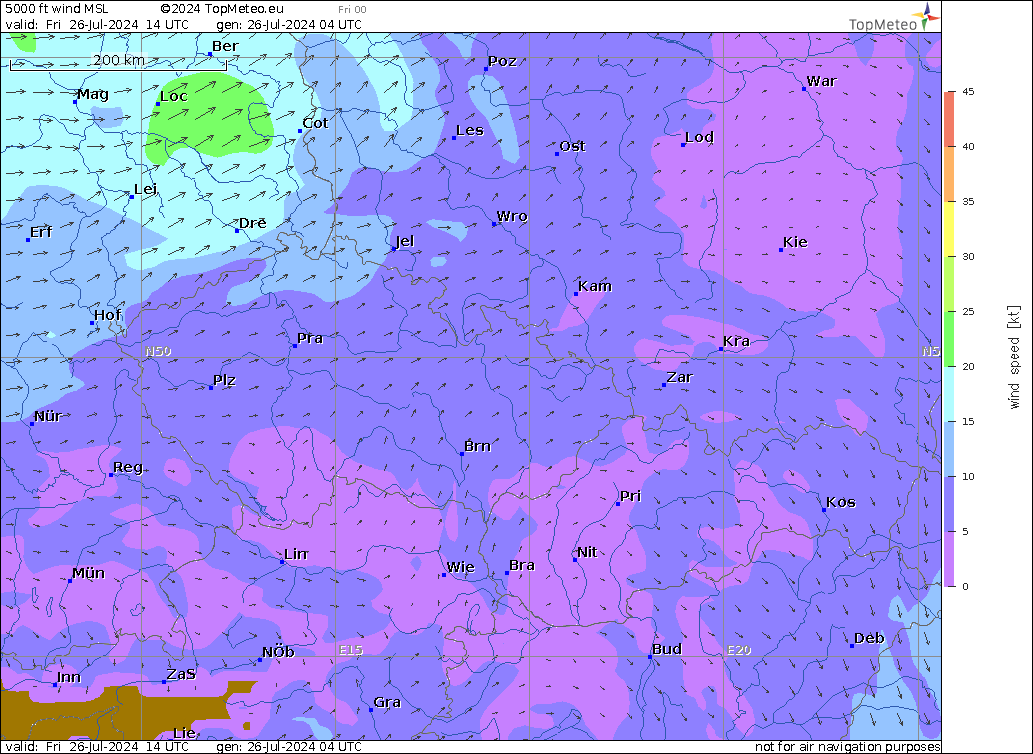 5000 ft wind MSL ©2024 TopMeteo.eu Fri 00
valid: Fri 26-Jul-2024 14 UTC gen: 26-Jul-2024 04 UTC
TopMeteo
Ber
200 km
Poz
War
Mag
Loc
Cot
Les
Ost
Lod
Lei
Erf
Dre
Wro
Jel
Kie
Kam
Hof
Pra
N50
Kra
N5
Plz
Zar
Nür
Brn
Reg
Pri
Kos
Lin
Nit
Mün
Wie
Bra
NÖb
E15
Bud
E20
Deb
Inn
ZaS
Gra
Lie
45
40
35
30
25
20
15
10
5
0
wind speed [kt]
valid: Fri 26-Jul-2024 14 UTC gen: 26-Jul-2024 04 UTC
not for air navigation purposes